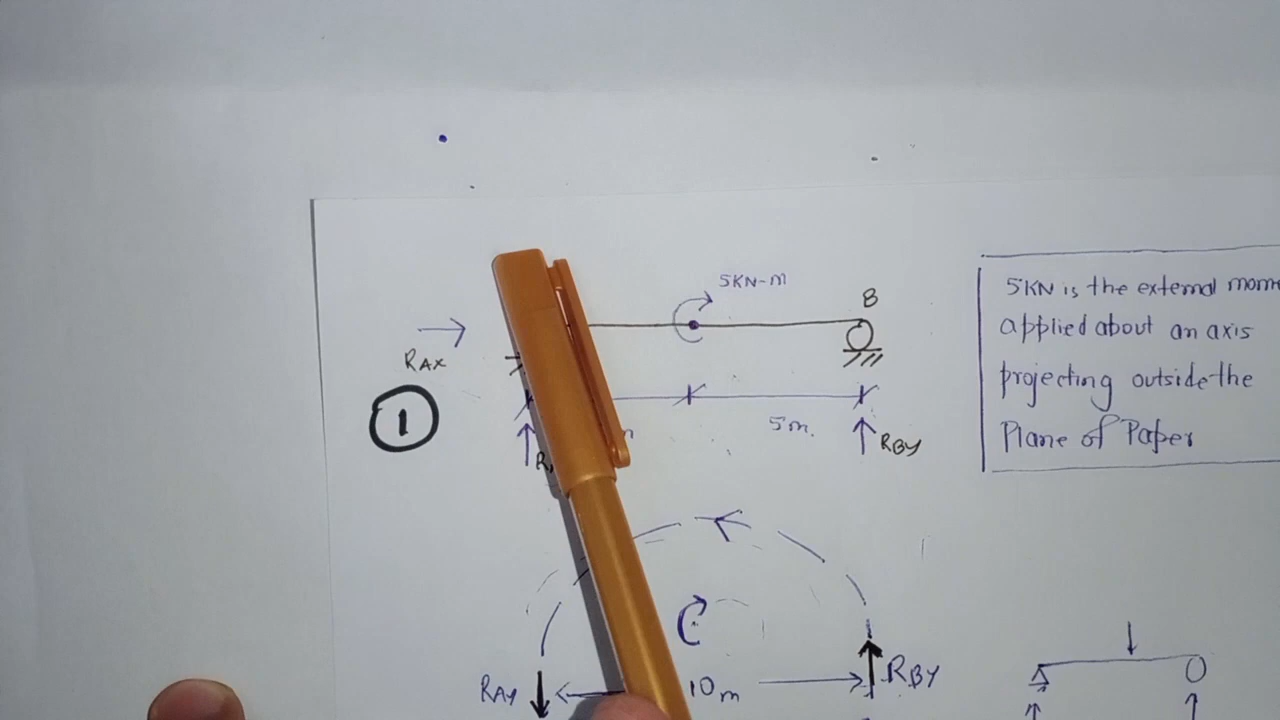 5KN-m
B
RAX
1
5m.
RBY
5KN is the external
applied about an axis
projecting outside the
Plane of Paper
RAY
10m
RBY